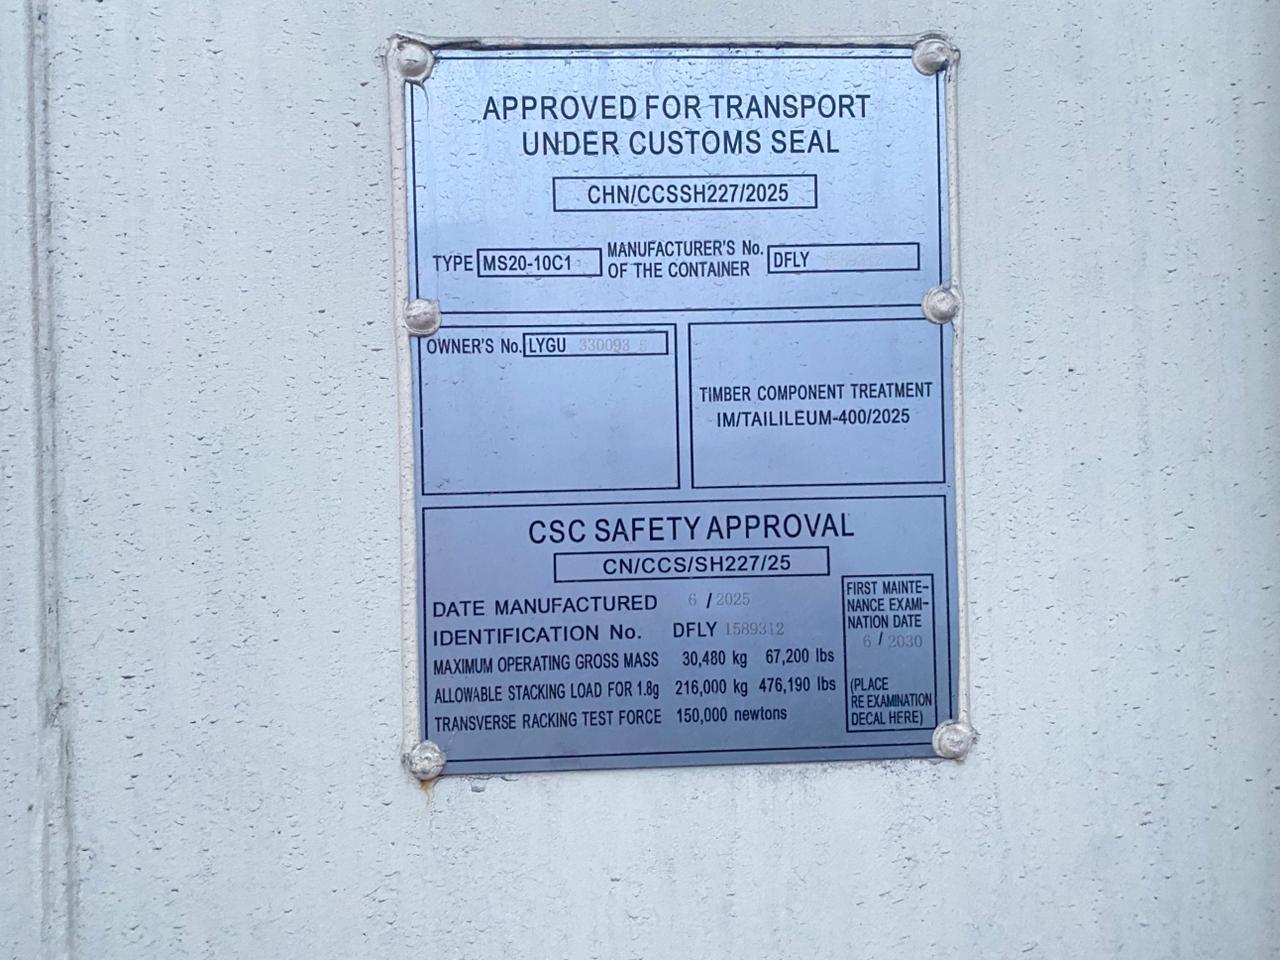 APPROVED FOR TRANSPORT
UNDER CUSTOMS SEAL
CHN/CCSSH227/2025
TYPE MS20-10C1 MANUFACTURER'S No. OF THE CONTAINER DFLY
OWNER'S No. LYGU 330093
TIMBER COMPONENT TREATMENT
IM/TAILILEUM-400/2025
CSC SAFETY APPROVAL
CN/CCS/SH227/25
DATE MANUFACTURED 6 / 2025
IDENTIFICATION No. DFLY 1589312
MAXIMUM OPERATING GROSS MASS 30,480 kg 67,200 lbs
ALLOWABLE STACKING LOAD FOR 1.8g 216,000 kg 476,190 lbs
TRANSVERSE RACKING TEST FORCE 150,000 newtons
FIRST MAINTE-
NANCE EXAMI-
NATION DATE
6 / 2030
(PLACE
RE EXAMINATION
DECAL HERE)